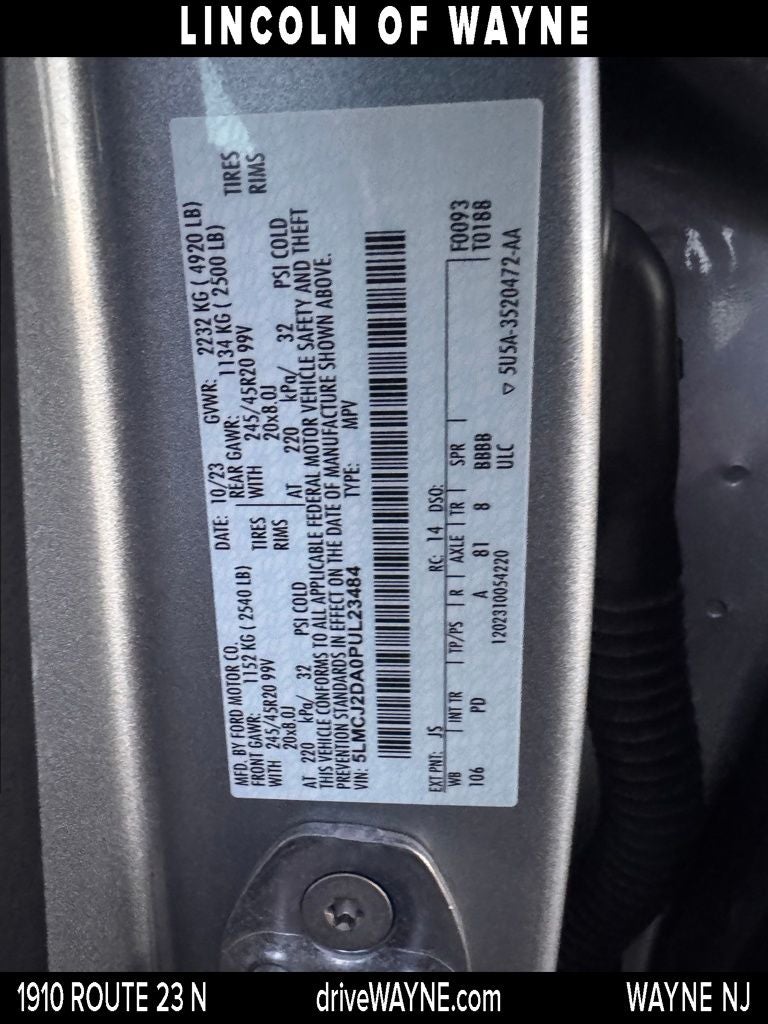 LINCOLN OF WAYNE
MFD. BY FORD MOTOR CO.
DATE: 10/23 GVWR: 2232 KG ( 4920 LB)
FRONT GAWR: 1152 KG ( 2540 LB) REAR GAWR: 1134 KG ( 2500 LB)
WITH 245/45R20 99V TIRES WITH 245/45R20 99V TIRES
20x8.0J RIMS 20x8.0J RIMS
AT 220 kPa/ 32 PSI COLD AT 220 kPa/ 32 PSI COLD
THIS VEHICLE CONFORMS TO ALL APPLICABLE FEDERAL MOTOR VEHICLE SAFETY AND THEFT
PREVENTION STANDARDS IN EFFECT ON THE DATE OF MANUFACTURE SHOWN ABOVE.
VIN: 5LMCJ2DA0PUL23484 TYPE: MPV
EXT PNT: JS RC: 14 DSO: F0093
WB INT TR TP/PS R AXLE TR SPR T0188
106 PD A 81 8 BBBB
1202310054220 ULC ▽ 5U5A-3520472-AA
1910 ROUTE 23 N driveWAYNE.com WAYNE NJ